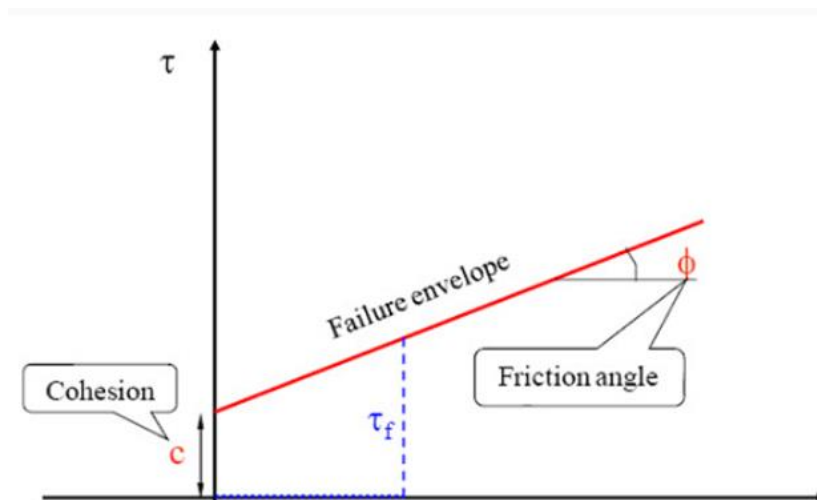 τ
Failure envelope
ϕ
Cohesion
Friction angle
τf
c